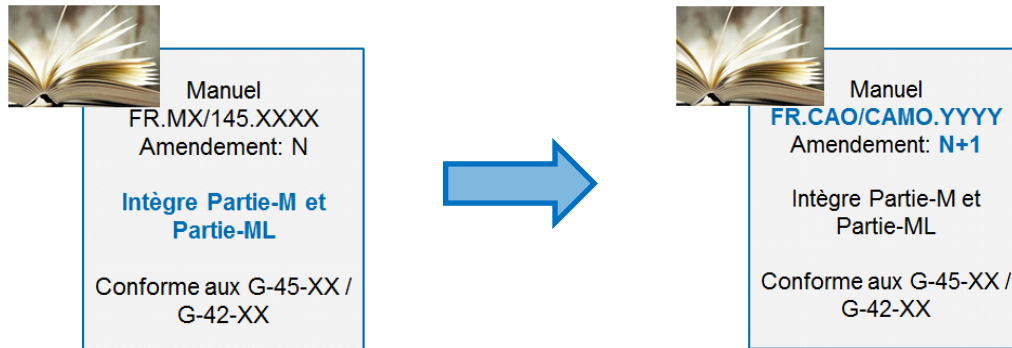 Manuel
FR.MX/145.XXXX
Amendement: N
Intègre Partie-M et
Partie-ML
Conforme aux G-45-XX /
G-42-XX
Manuel
FR.CAO/CAMO.YYYY
Amendement: N+1
Intègre Partie-M et
Partie-ML
Conforme aux G-45-XX /
G-42-XX